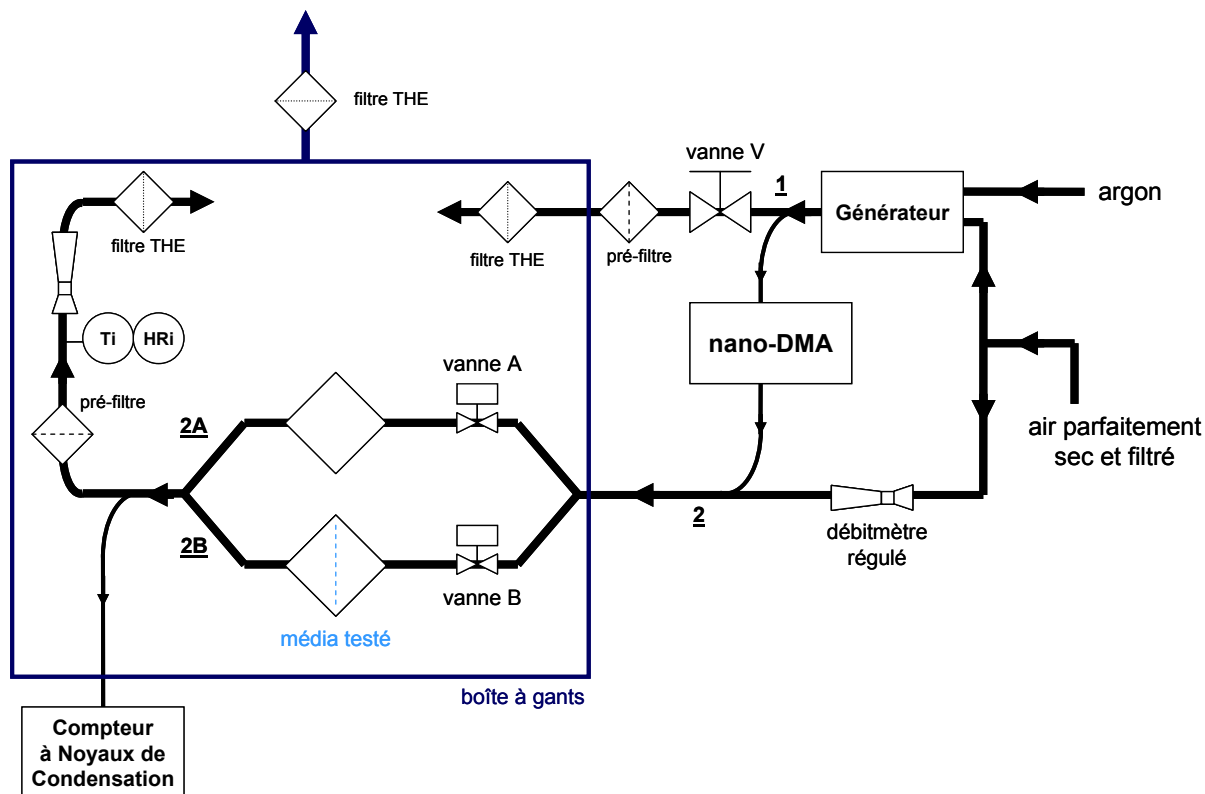 filtre THE
vanne V
1
argon
Générateur
filtre THE
filtre THE
pré-filtre
Ti
HRi
nano-DMA
vanne A
pré-filtre
2A
air parfaitement
sec et filtré
2
débitmètre
régulé
2B
vanne B
média testé
boîte à gants
Compteur
à Noyaux de
Condensation